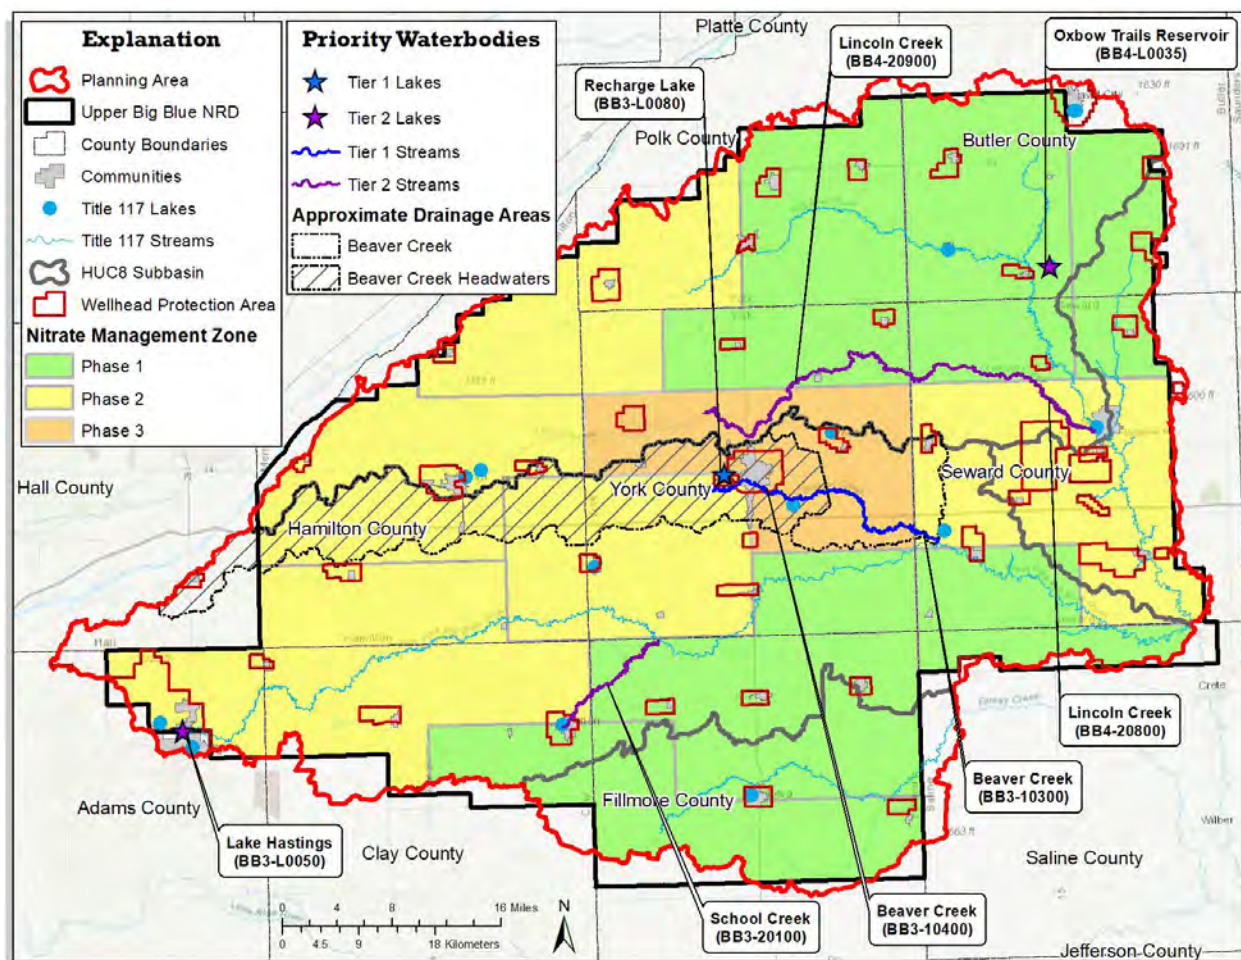 Explanation
Planning Area
Upper Big Blue NRD
County Boundaries
Communities
Title 117 Lakes
Title 117 Streams
HUC8 Subbasin
Wellhead Protection Area
Nitrate Management Zone
Phase 1
Phase 2
Phase 3
Priority Waterbodies
Tier 1 Lakes
Tier 2 Lakes
Tier 1 Streams
Tier 2 Streams
Approximate Drainage Areas
Beaver Creek
Beaver Creek Headwaters
Platte County
Lincoln Creek
(BB4-20900)
Oxbow Trails Reservoir
(BB4-L0035)
Recharge Lake
(BB3-L0080)
Polk County
Butler County
Butler
Saunders
Hall County
Hamilton County
York County
Seward County
Hall
Hamilton
Crete
Lincoln Creek
(BB4-20800)
Beaver Creek
(BB3-10300)
Adams County
Fillmore County
Wilber
Lake Hastings
(BB3-L0050)
Clay County
Saline County
School Creek
(BB3-20100)
Beaver Creek
(BB3-10400)
Jefferson County
0 4 8 16 Miles
0 4.5 9 18 Kilometers
N